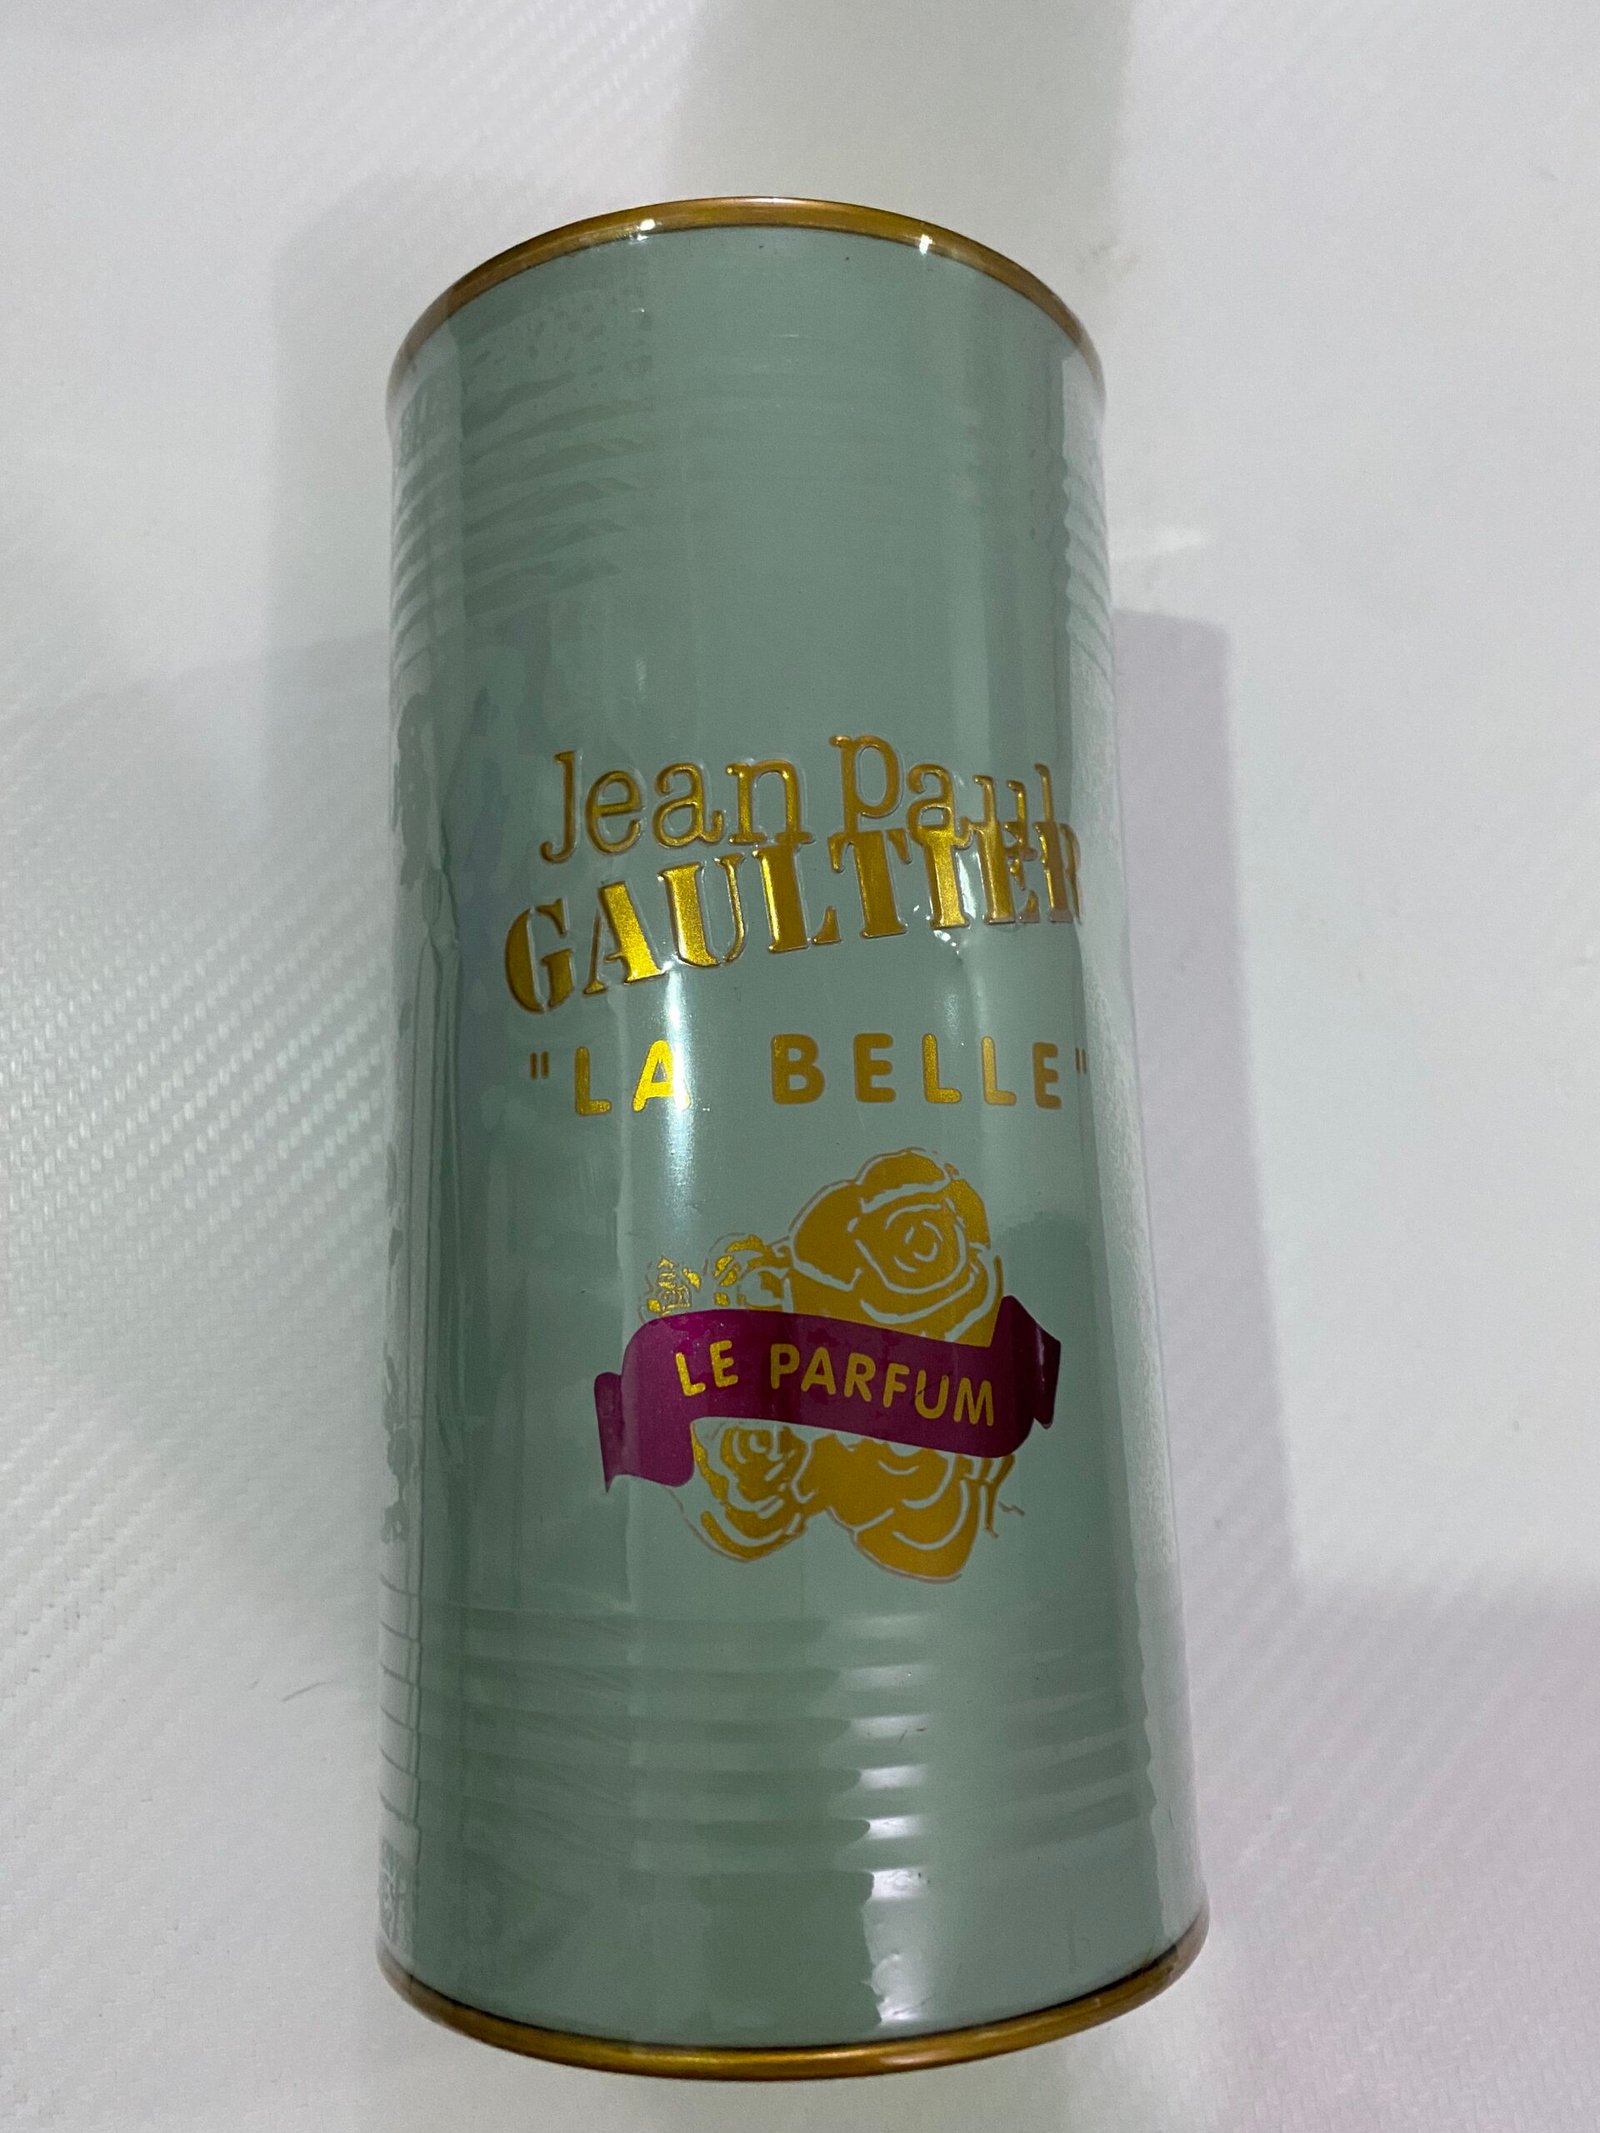 Jean Paul
GAULTIER
"LA BELLE"
LE PARFUM